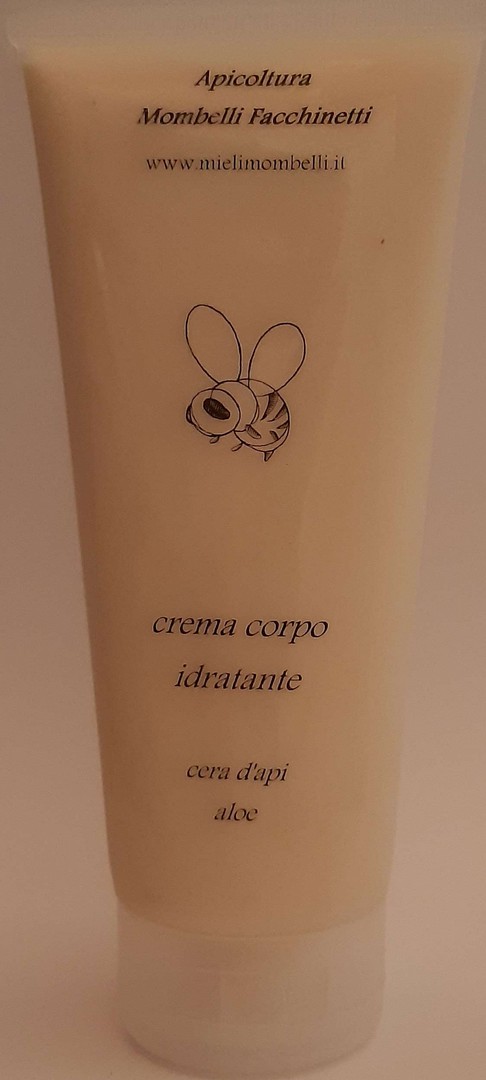 Apicoltura
Mombelli Facchinetti
www.mielimombelli.it
crema corpo
idratante
cera d'api
aloe